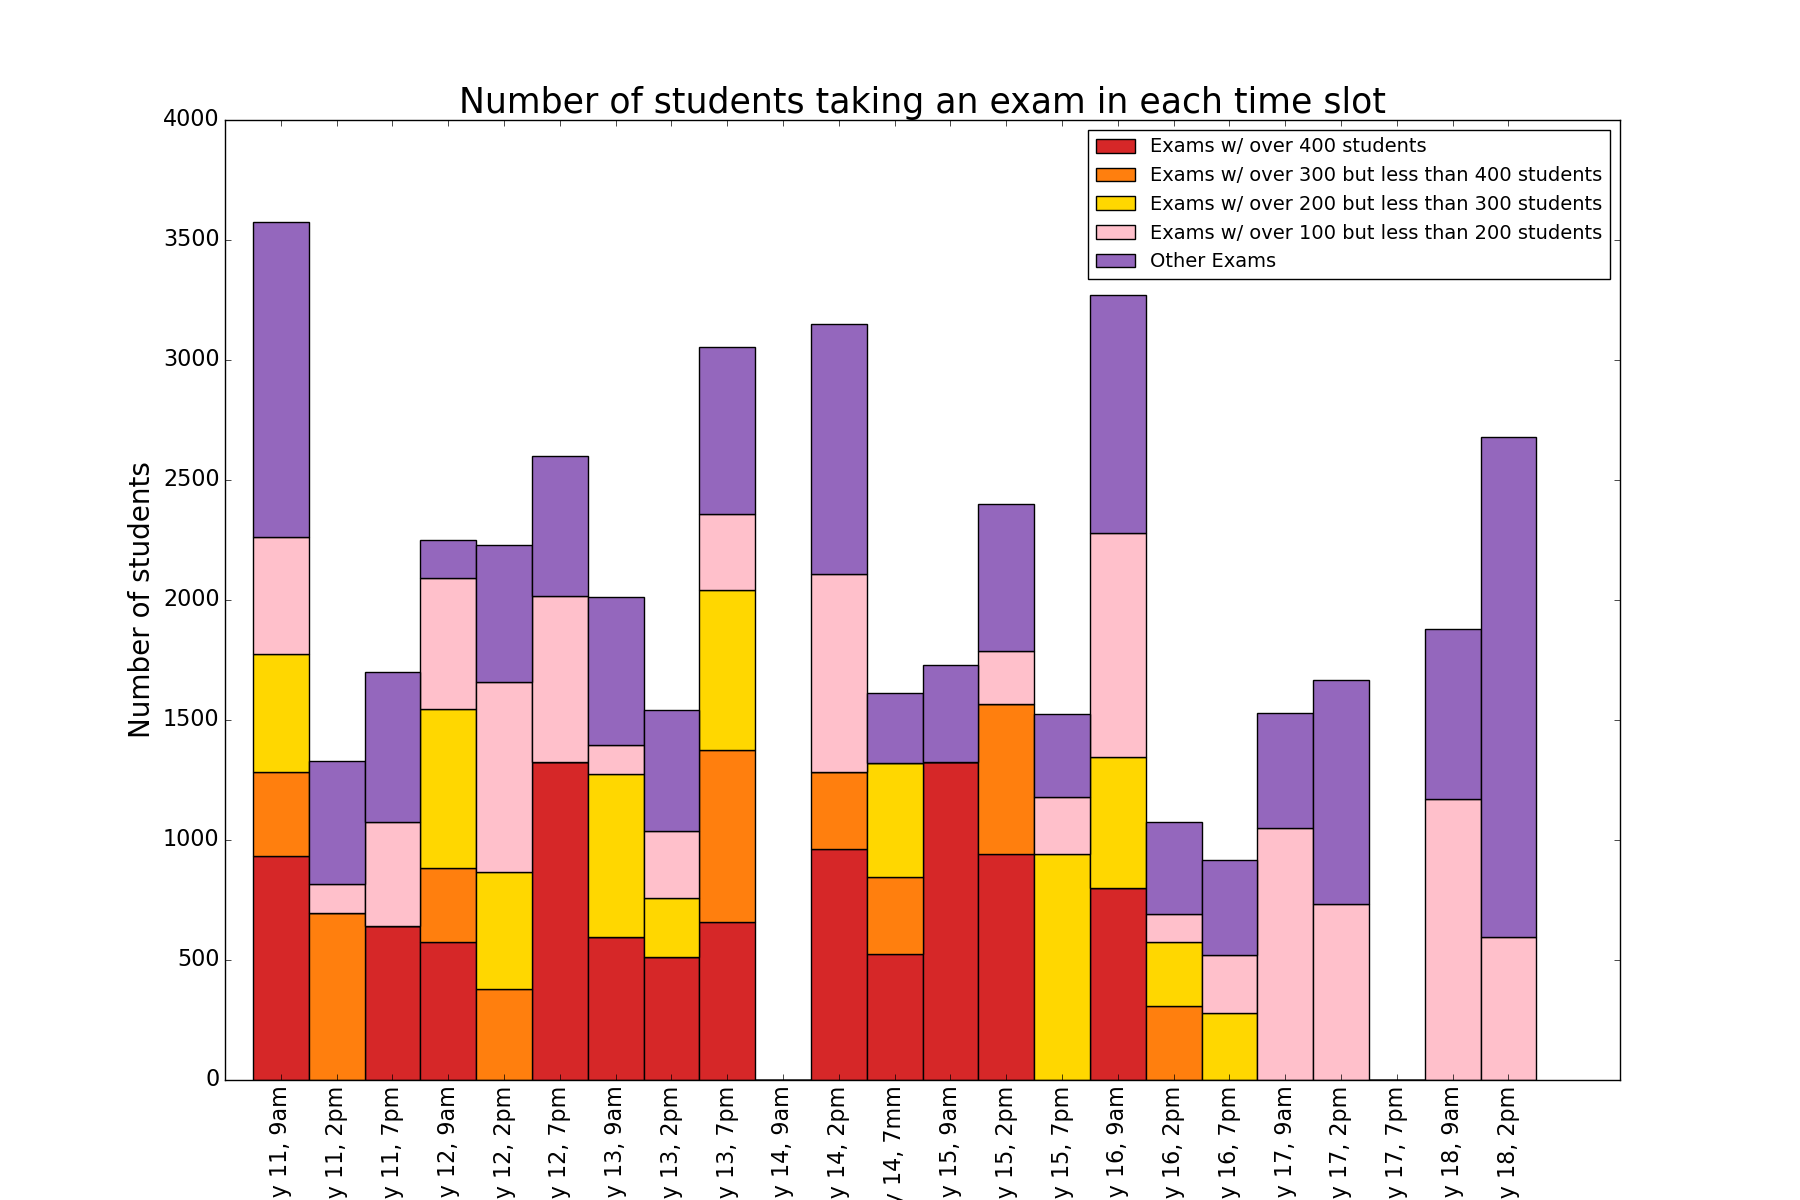 Number of students taking an exam in each time slot
4000
3500
3000
2500
2000
1500
1000
500
0
Number of students
Exams w/ over 400 students
Exams w/ over 300 but less than 400 students
Exams w/ over 200 but less than 300 students
Exams w/ over 100 but less than 200 students
Other Exams
y 11, 9am
y 11, 2pm
y 11, 7pm
y 12, 9am
y 12, 2pm
y 12, 7pm
y 13, 9am
y 13, 2pm
y 13, 7pm
y 14, 9am
y 14, 2pm
y 14, 7mm
y 15, 9am
y 15, 2pm
y 15, 7pm
y 16, 9am
y 16, 2pm
y 16, 7pm
y 17, 9am
y 17, 2pm
y 17, 7pm
y 18, 9am
y 18, 2pm